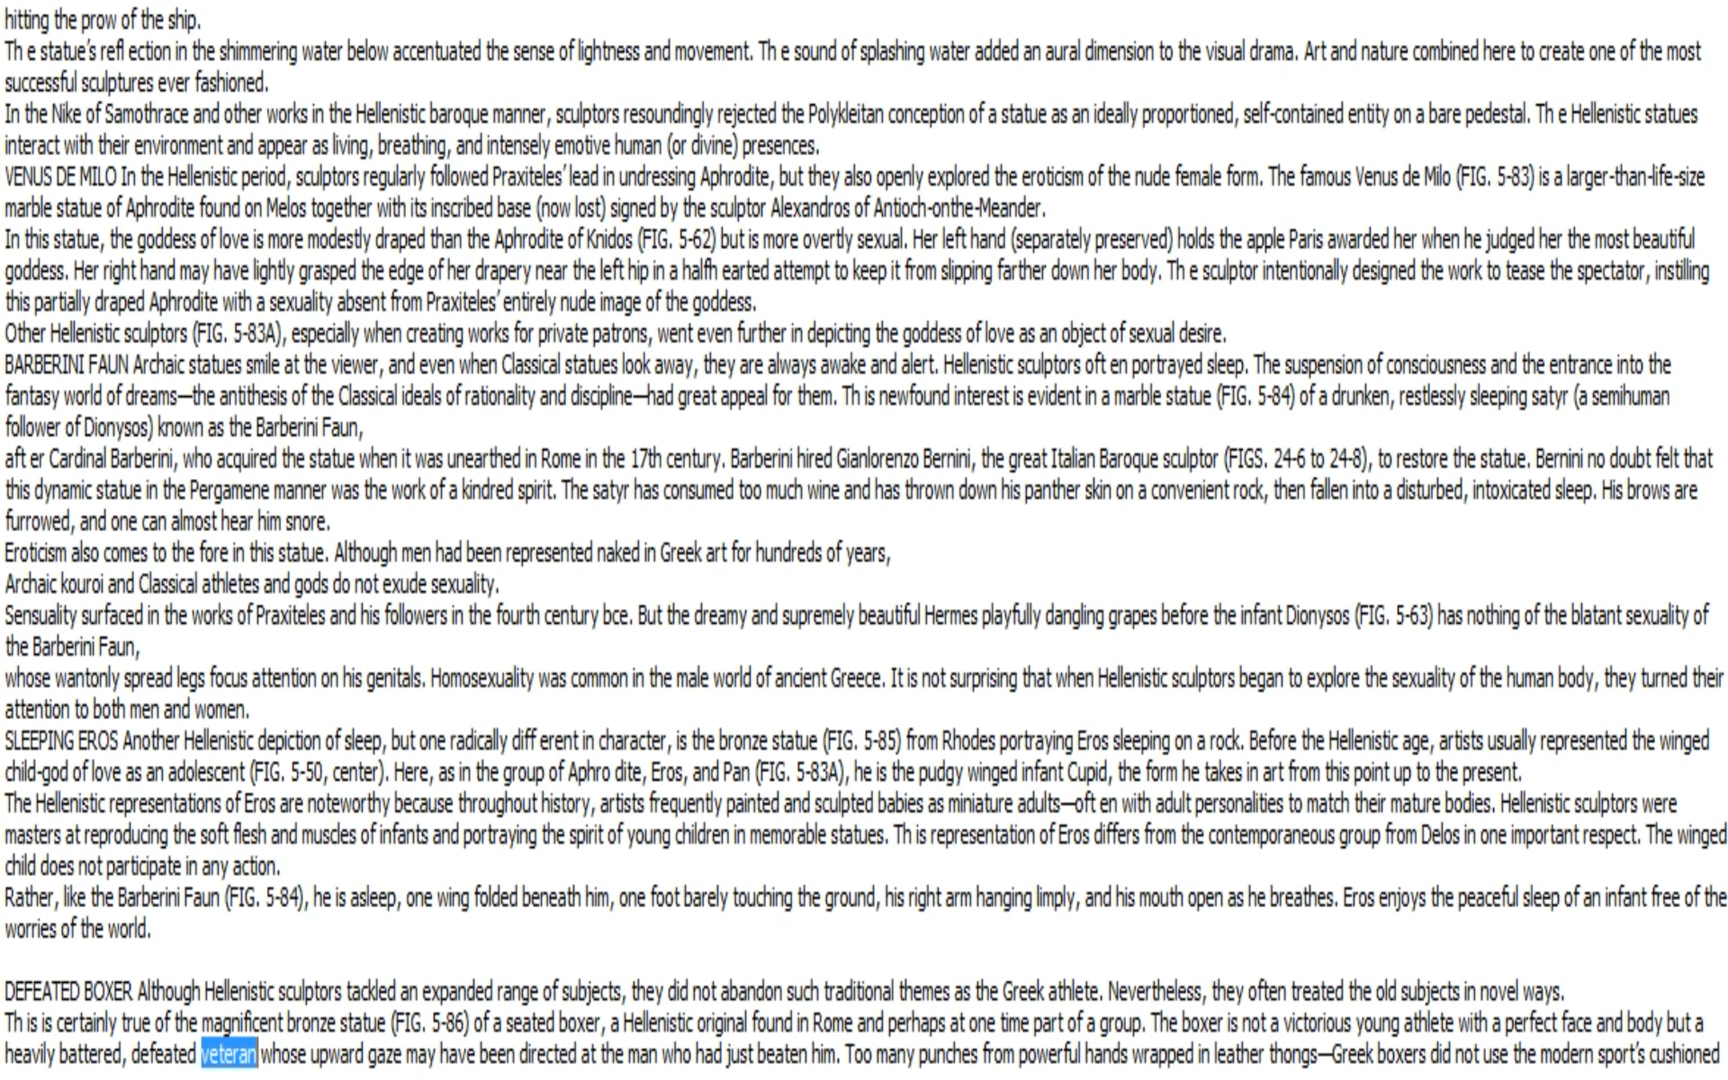 hitting the prow of the ship.
Th e statue's refl ection in the shimmering water below accentuated the sense of lightness and movement. Th e sound of splashing water added an aural dimension to the visual drama. Art and nature combined here to create one of the most
successful sculptures ever fashioned.
In the Nike of Samothrace and other works in the Hellenistic baroque manner, sculptors resoundingly rejected the Polykleitan conception of a statue as an ideally proportioned, self-contained entity on a bare pedestal. Th e Hellenistic statues
interact with their environment and appear as living, breathing, and intensely emotive human (or divine) presences.
VENUS DE MILO In the Hellenistic period, sculptors regularly followed Praxiteles' lead in undressing Aphrodite, but they also openly explored the eroticism of the nude female form. The famous Venus de Milo (FIG. 5-83) is a larger-than-life-size
marble statue of Aphrodite found on Melos together with its inscribed base (now lost) signed by the sculptor Alexandros of Antioch-onthe-Meander.
In this statue, the goddess of love is more modestly draped than the Aphrodite of Knidos (FIG. 5-62) but is more overtly sexual. Her left hand (separately preserved) holds the apple Paris awarded her when he judged her the most beautiful
goddess. Her right hand may have lightly grasped the edge of her drapery near the left hip in a halfh earted attempt to keep it from slipping farther down her body. Th e sculptor intentionally designed the work to tease the spectator, instilling
this partially draped Aphrodite with a sexuality absent from Praxiteles' entirely nude image of the goddess.
Other Hellenistic sculptors (FIG. 5-83A), especially when creating works for private patrons, went even further in depicting the goddess of love as an object of sexual desire.
BARBERINI FAUN Archaic statues smile at the viewer, and even when Classical statues look away, they are always awake and alert. Hellenistic sculptors oft en portrayed sleep. The suspension of consciousness and the entrance into the
fantasy world of dreams—the antithesis of the Classical ideals of rationality and discipline—had great appeal for them. Th is newfound interest is evident in a marble statue (FIG. 5-84) of a drunken, restlessly sleeping satyr (a semihuman
follower of Dionysos) known as the Barberini Faun,
aft er Cardinal Barberini, who acquired the statue when it was unearthed in Rome in the 17th century. Barberini hired Gianlorenzo Bernini, the great Italian Baroque sculptor (FIGS. 24-6 to 24-8), to restore the statue. Bernini no doubt felt that
this dynamic statue in the Pergamene manner was the work of a kindred spirit. The satyr has consumed too much wine and has thrown down his panther skin on a convenient rock, then fallen into a disturbed, intoxicated sleep. His brows are
furrowed, and one can almost hear him snore.
Eroticism also comes to the fore in this statue. Although men had been represented naked in Greek art for hundreds of years,
Archaic kouroi and Classical athletes and gods do not exude sexuality.
Sensuality surfaced in the works of Praxiteles and his followers in the fourth century bce. But the dreamy and supremely beautiful Hermes playfully dangling grapes before the infant Dionysos (FIG. 5-63) has nothing of the blatant sexuality of
the Barberini Faun,
whose wantonly spread legs focus attention on his genitals. Homosexuality was common in the male world of ancient Greece. It is not surprising that when Hellenistic sculptors began to explore the sexuality of the human body, they turned their
attention to both men and women.
SLEEPING EROS Another Hellenistic depiction of sleep, but one radically diff erent in character, is the bronze statue (FIG. 5-85) from Rhodes portraying Eros sleeping on a rock. Before the Hellenistic age, artists usually represented the winged
child-god of love as an adolescent (FIG. 5-50, center). Here, as in the group of Aphro dite, Eros, and Pan (FIG. 5-83A), he is the pudgy winged infant Cupid, the form he takes in art from this point up to the present.
The Hellenistic representations of Eros are noteworthy because throughout history, artists frequently painted and sculpted babies as miniature adults—oft en with adult personalities to match their mature bodies. Hellenistic sculptors were
masters at reproducing the soft flesh and muscles of infants and portraying the spirit of young children in memorable statues. Th is representation of Eros differs from the contemporaneous group from Delos in one important respect. The winged
child does not participate in any action.
Rather, like the Barberini Faun (FIG. 5-84), he is asleep, one wing folded beneath him, one foot barely touching the ground, his right arm hanging limply, and his mouth open as he breathes. Eros enjoys the peaceful sleep of an infant free of the
worries of the world.
DEFEATED BOXER Although Hellenistic sculptors tackled an expanded range of subjects, they did not abandon such traditional themes as the Greek athlete. Nevertheless, they often treated the old subjects in novel ways.
Th is is certainly true of the magnificent bronze statue (FIG. 5-86) of a seated boxer, a Hellenistic original found in Rome and perhaps at one time part of a group. The boxer is not a victorious young athlete with a perfect face and body but a
heavily battered, defeated veteran whose upward gaze may have been directed at the man who had just beaten him. Too many punches from powerful hands wrapped in leather thongs—Greek boxers did not use the modern sport's cushioned